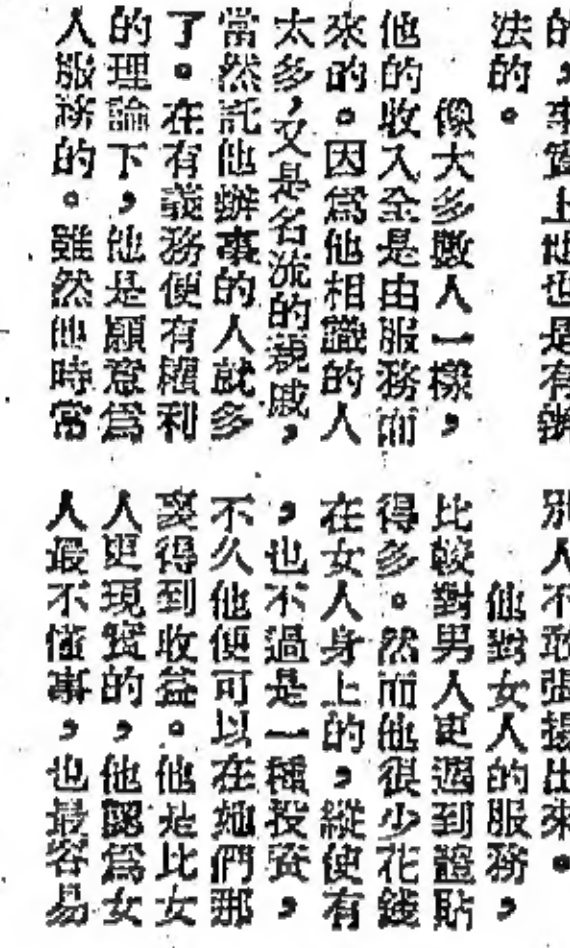 的，事實上他也是有辦
法的。
像大多數人一樣，
他的收入全是由服務而
來的。因爲他相識的人
太多，又是名流的親戚，
當然託他辦事的人就多
了。在有義務便有權利
的理論下，他是願意爲
人服務的。雖然他時常
別人不敢張揚出來。
他對女人的服務，
比較對男人更週到體貼
得多。然而他很少花錢
在女人身上的，縱使有
，也不過是一種投資，
不久他便可以在她們那
裏得到收益。他是比女
人更現實的，他認爲女
人最不懂事，也最容易